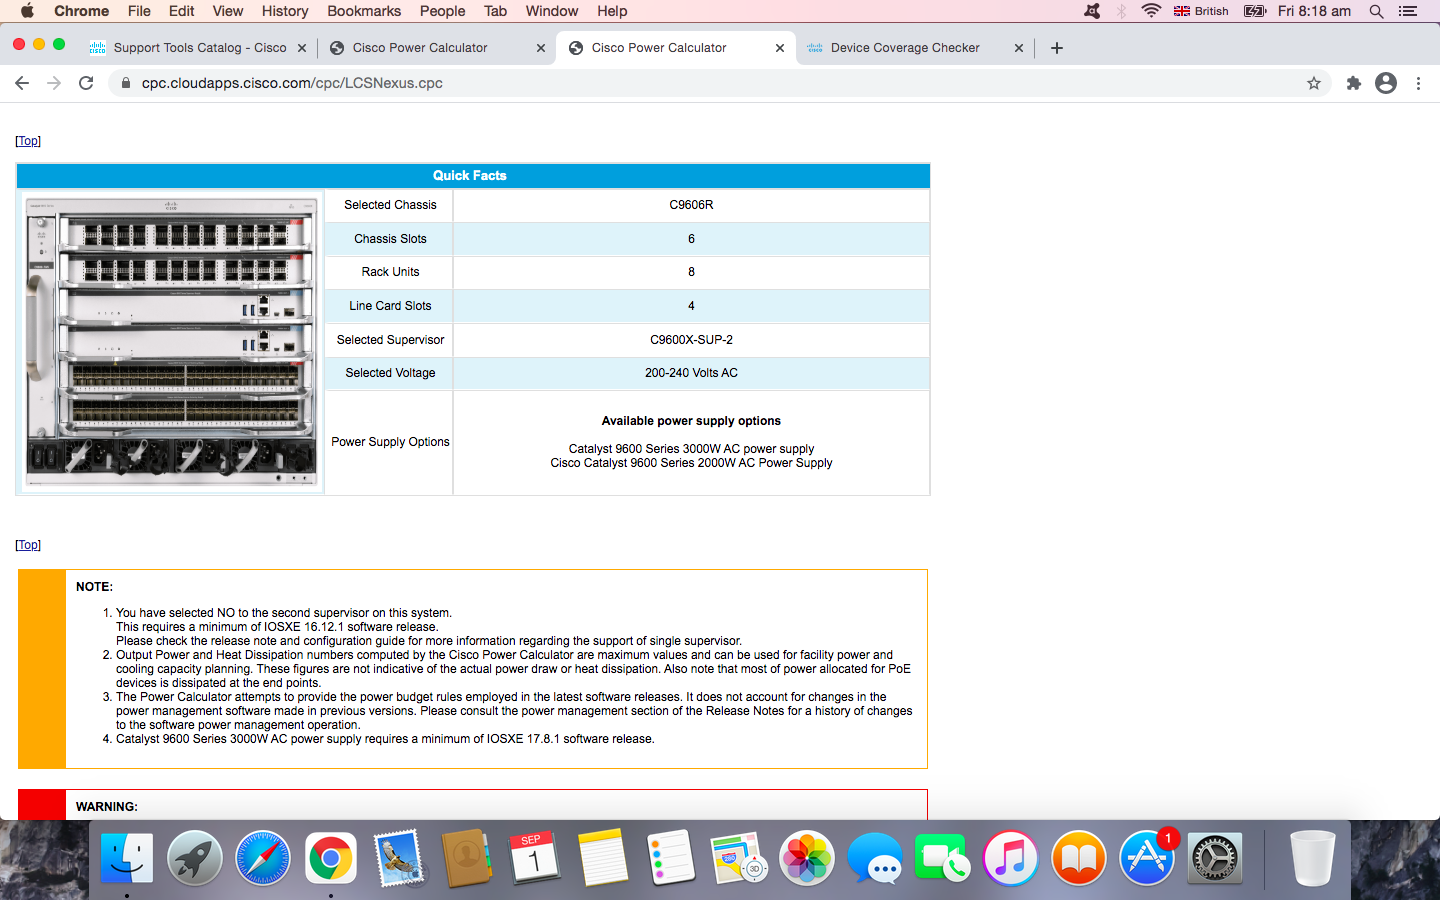 Chrome File Edit View History Bookmarks People Tab Window Help British Fri 8:18 am
Support Tools Catalog - Cisco Cisco Power Calculator Cisco Power Calculator Device Coverage Checker
cpc.cloudapps.cisco.com/cpc/LCSNexus.cpc
[Top]
Quick Facts
Selected Chassis C9606R
Chassis Slots 6
Rack Units 8
Line Card Slots 4
Selected Supervisor C9600X-SUP-2
Selected Voltage 200-240 Volts AC
Power Supply Options
Available power supply options
Catalyst 9600 Series 3000W AC power supply
Cisco Catalyst 9600 Series 2000W AC Power Supply
[Top]
NOTE:
1. You have selected NO to the second supervisor on this system.
This requires a minimum of IOSXE 16.12.1 software release.
Please check the release note and configuration guide for more information regarding the support of single supervisor.
2. Output Power and Heat Dissipation numbers computed by the Cisco Power Calculator are maximum values and can be used for facility power and
cooling capacity planning. These figures are not indicative of the actual power draw or heat dissipation. Also note that most of power allocated for PoE
devices is dissipated at the end points.
3. The Power Calculator attempts to provide the power budget rules employed in the latest software releases. It does not account for changes in the
power management software made in previous versions. Please consult the power management section of the Release Notes for a history of changes
to the software power management operation.
4. Catalyst 9600 Series 3000W AC power supply requires a minimum of IOSXE 17.8.1 software release.
WARNING:
SEP
1
280
3D
1